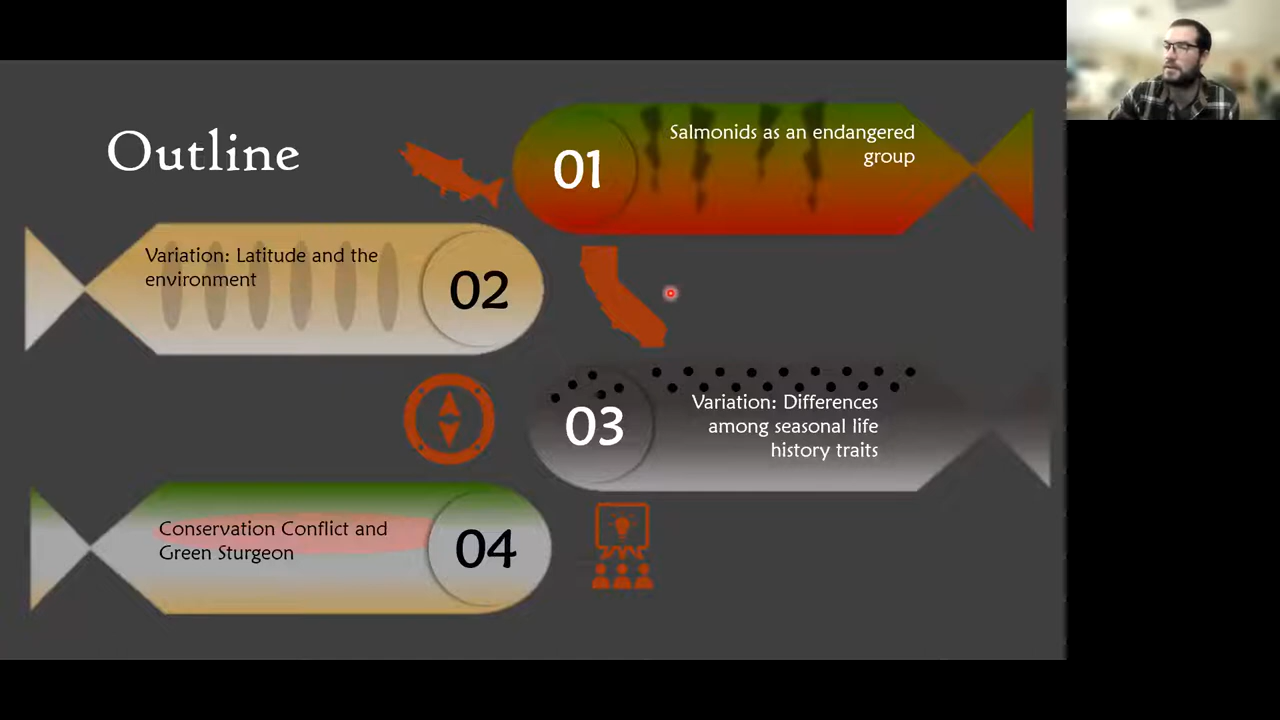 Outline
01
Salmonids as an endangered
group
Variation: Latitude and the
environment
02
03
Variation: Differences
among seasonal life
history traits
Conservation Conflict and
Green Sturgeon
04